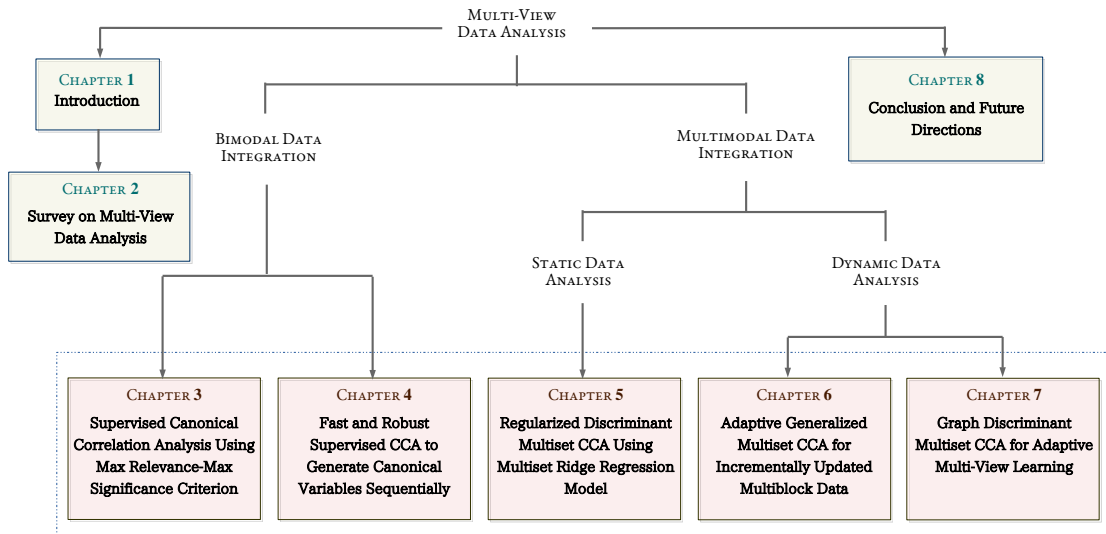 Multi-View
Data Analysis
Chapter 1
Introduction
Chapter 2
Survey on Multi-View
Data Analysis
Chapter 8
Conclusion and Future
Directions
Bimodal Data
Integration
Multimodal Data
Integration
Static Data
Analysis
Dynamic Data
Analysis
Chapter 3
Supervised Canonical
Correlation Analysis Using
Max Relevance-Max
Significance Criterion
Chapter 4
Fast and Robust
Supervised CCA to
Generate Canonical
Variables Sequentially
Chapter 5
Regularized Discriminant
Multiset CCA Using
Multiset Ridge Regression
Model
Chapter 6
Adaptive Generalized
Multiset CCA for
Incrementally Updated
Multiblock Data
Chapter 7
Graph Discriminant
Multiset CCA for Adaptive
Multi-View Learning